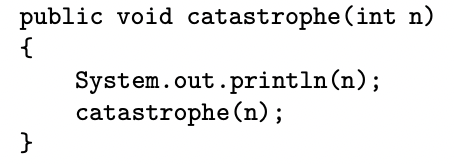 public void catastrophe(int n)
{
    System.out.println(n);
    catastrophe(n);
}